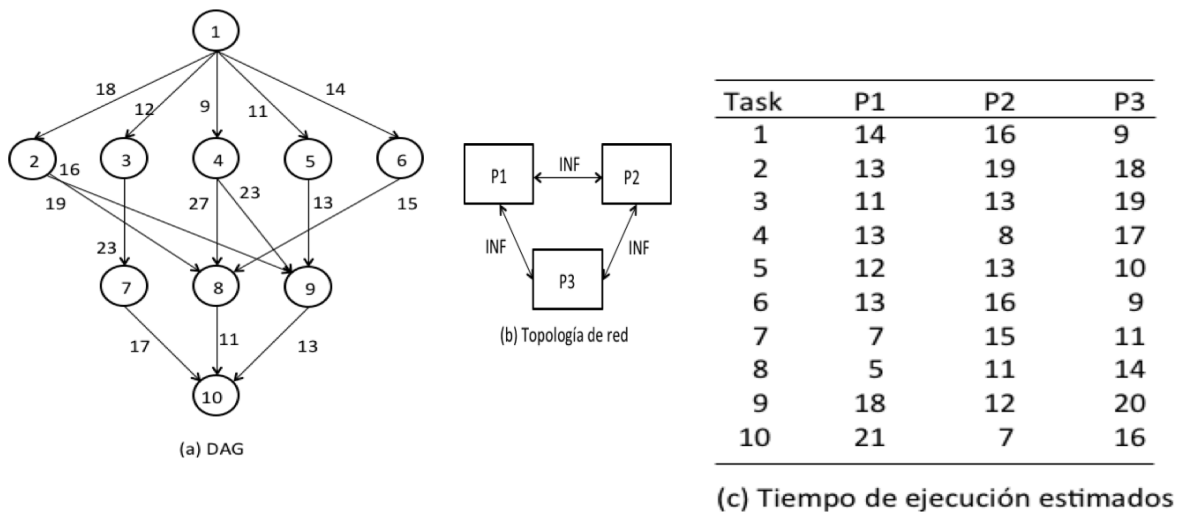 1
18
12
9
11
14
2
3
4
5
6
16
19
23
27
23
13
15
7
8
9
17
11
13
10
(a) DAG
P1
INF
P2
INF
INF
P3
(b) Topología de red
Task P1 P2 P3
1 14 16 9
2 13 19 18
3 11 13 19
4 13 8 17
5 12 13 10
6 13 16 9
7 7 15 11
8 5 11 14
9 18 12 20
10 21 7 16
(c) Tiempo de ejecución estimados